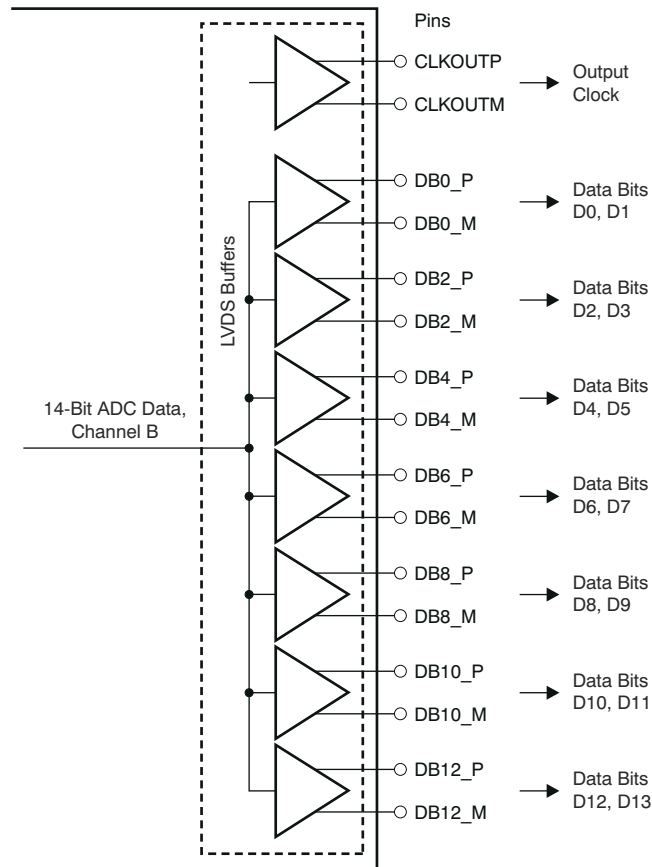 Pins
CLKOUTP
CLKOUTM
Output
Clock
DB0_P
DB0_M
Data Bits
D0, D1
LVDS Buffers
DB2_P
DB2_M
Data Bits
D2, D3
DB4_P
DB4_M
Data Bits
D4, D5
14-Bit ADC Data,
Channel B
DB6_P
DB6_M
Data Bits
D6, D7
DB8_P
DB8_M
Data Bits
D8, D9
DB10_P
DB10_M
Data Bits
D10, D11
DB12_P
DB12_M
Data Bits
D12, D13